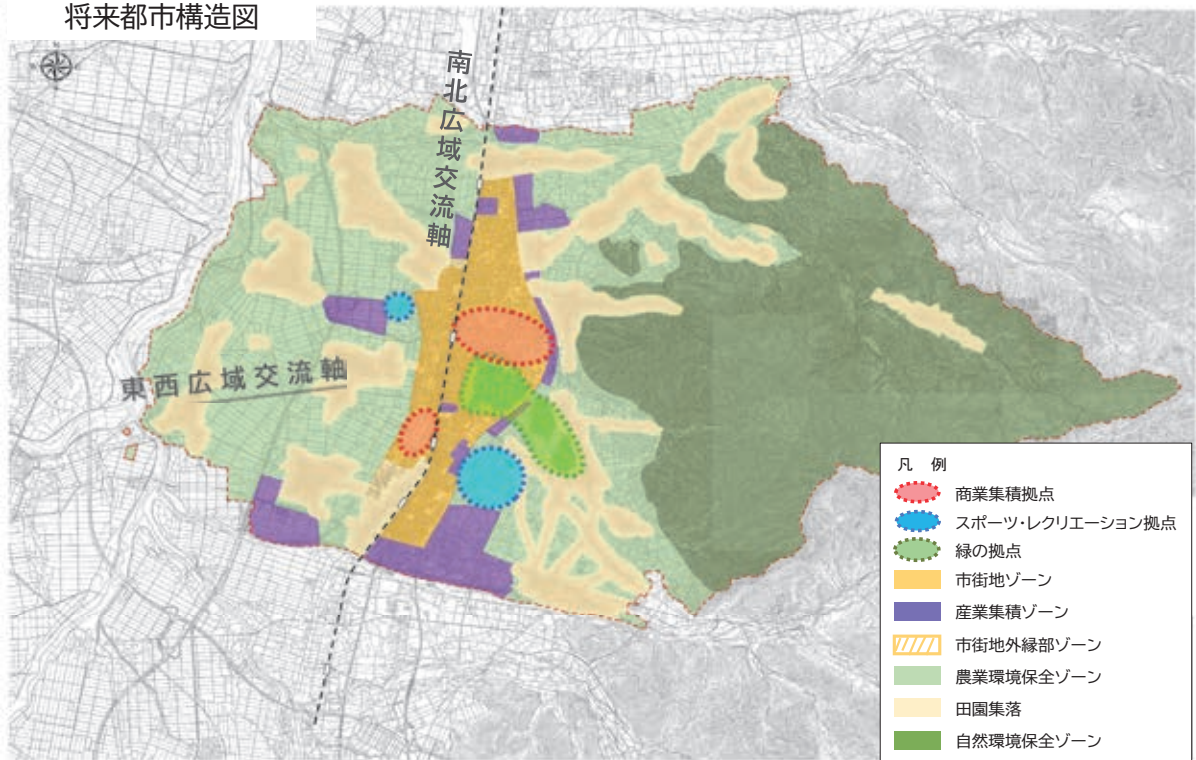 将来都市構造図
南北広域交流軸
東西広域交流軸
凡 例
商業集積拠点
スポーツ・レクリエーション拠点
緑の拠点
市街地ゾーン
産業集積ゾーン
市街地外縁部ゾーン
農業環境保全ゾーン
田園集落
自然環境保全ゾーン